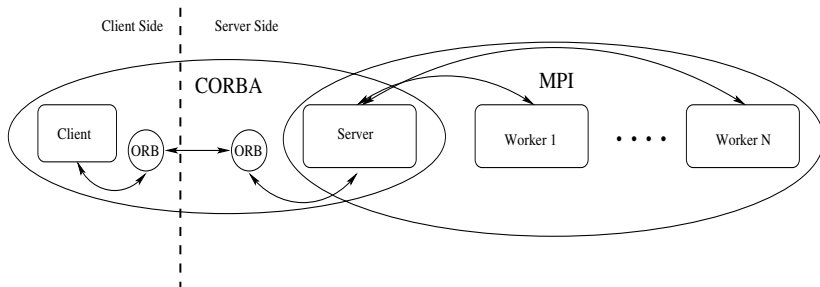 Client Side
Server Side
CORBA
MPI
Client
ORB
ORB
Server
Worker 1
Worker N